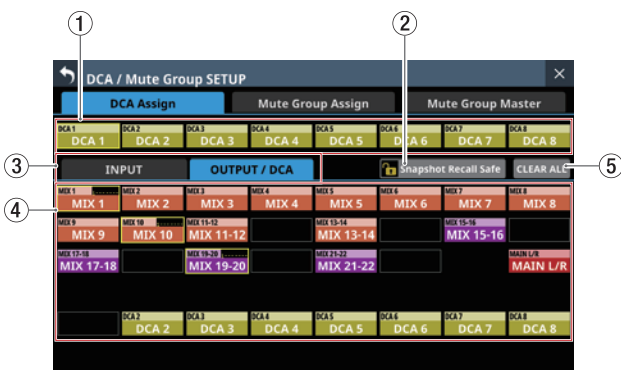 ① ②
DCA / Mute Group SETUP ×
DCA Assign Mute Group Assign Mute Group Master
DCA 1 DCA 2 DCA 3 DCA 4 DCA 5 DCA 6 DCA 7 DCA 8
DCA 1 DCA 2 DCA 3 DCA 4 DCA 5 DCA 6 DCA 7 DCA 8
③ INPUT OUTPUT / DCA Snapshot Recall Safe CLEAR ALL ⑤
④
MIX 1 MIX 2 MIX 3 MIX 4 MIX 5 MIX 6 MIX 7 MIX 8
MIX 1 MIX 2 MIX 3 MIX 4 MIX 5 MIX 6 MIX 7 MIX 8
MIX 9 MIX 10 MIX 11-12 MIX 13-14 MIX 15-16
MIX 9 MIX 10 MIX 11-12 MIX 13-14 MIX 15-16
MIX 17-18 MIX 19-20 MIX 21-22 MAIN L/R
MIX 17-18 MIX 19-20 MIX 21-22 MAIN L/R
DCA 2 DCA 3 DCA 4 DCA 5 DCA 6 DCA 7 DCA 8
DCA 2 DCA 3 DCA 4 DCA 5 DCA 6 DCA 7 DCA 8